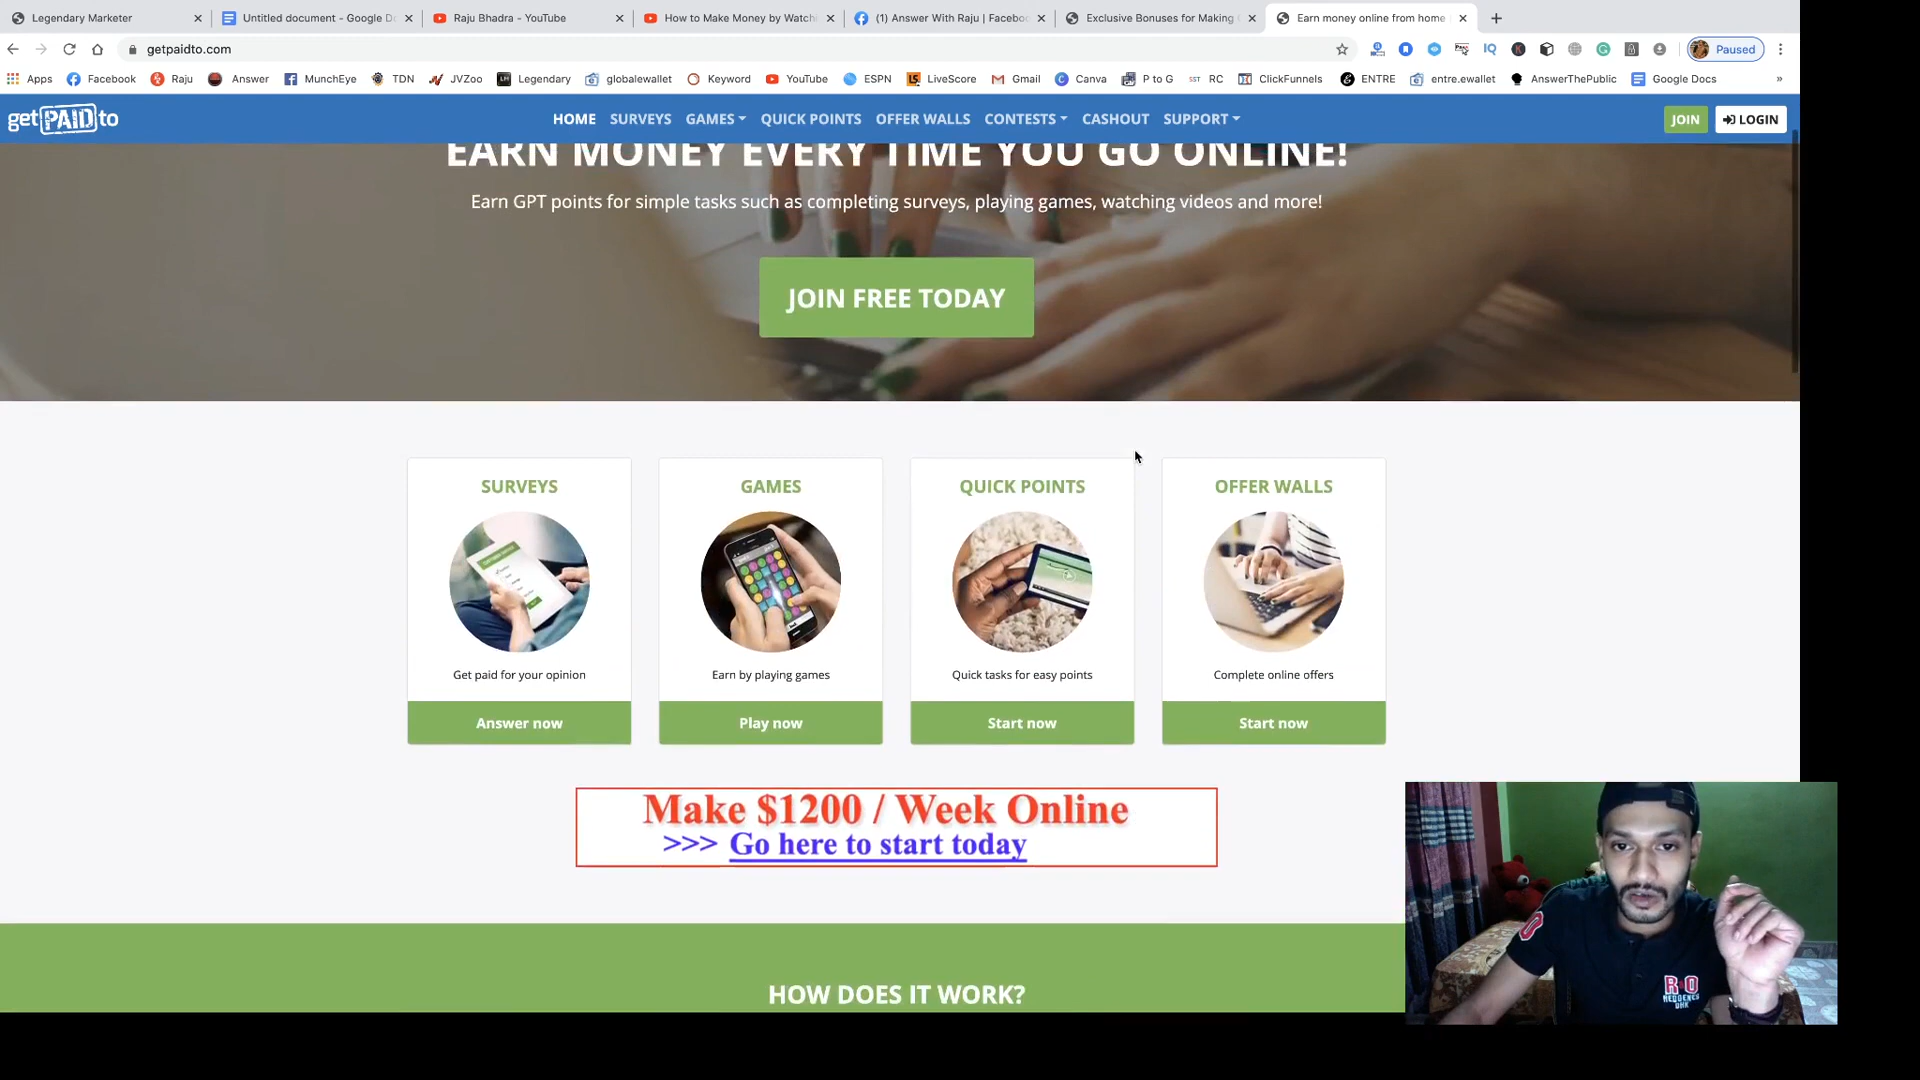 Legendary Marketer
Untitled document - Google D
Raju Bhadra - YouTube
How to Make Money by Watch
(1) Answer With Raju | Facebo
Exclusive Bonuses for Making
Earn money online from home
getpaidto.com
Paused
Apps
Facebook
Raju
Answer
MunchEye
TDN
JVZoo
Legendary
globalewallet
Keyword
YouTube
ESPN
LiveScore
Gmail
Canva
P to G
RC
ClickFunnels
ENTRE
entre.ewallet
AnswerThePublic
Google Docs
getPAIDto
HOME
SURVEYS
GAMES
QUICK POINTS
OFFER WALLS
CONTESTS
CASHOUT
SUPPORT
JOIN
LOGIN
EARN MONEY EVERY TIME YOU GO ONLINE!
Earn GPT points for simple tasks such as completing surveys, playing games, watching videos and more!
JOIN FREE TODAY
SURVEYS
GAMES
QUICK POINTS
OFFER WALLS
Get paid for your opinion
Earn by playing games
Quick tasks for easy points
Complete online offers
Answer now
Play now
Start now
Start now
Make $1200 / Week Online
>>> Go here to start today
HOW DOES IT WORK?